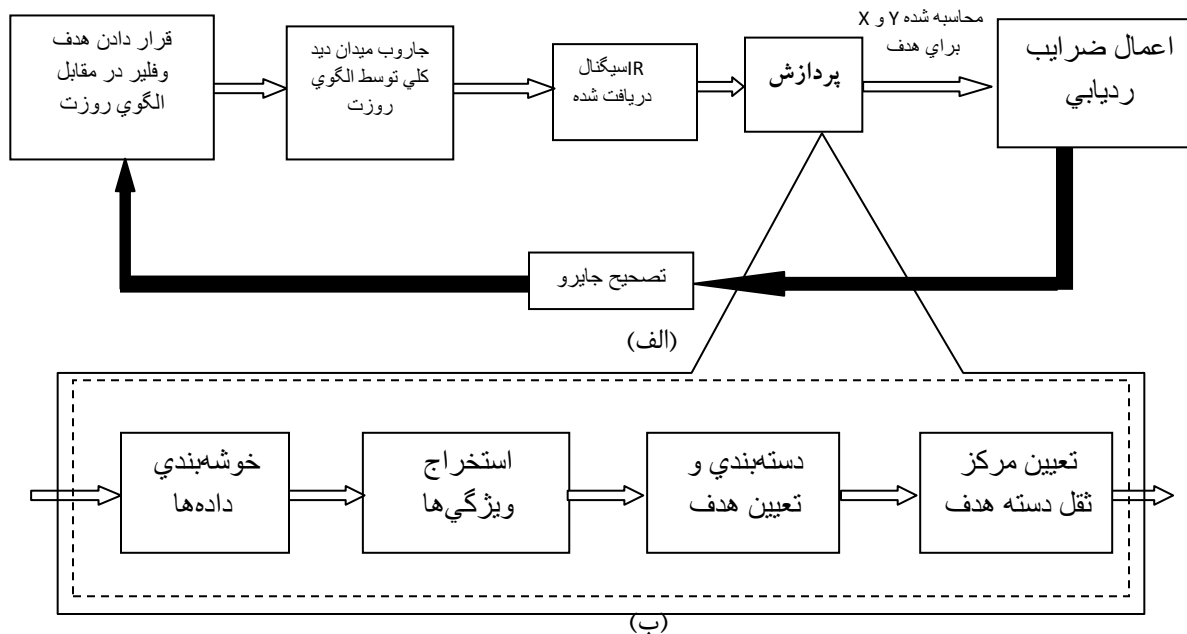 قرار دادن هدف
وفلير در مقابل
الگوي روزت
جاروب ميدان ديد
کلي توسط الگوي
روزت
IRسيگنال
دريافت شده
پردازش
محاسبه شده Y و X
براي هدف
اعمال ضرايب
رديابي
تصحيح جايرو
(الف)
خوشه‌بندي
داده‌ها
استخراج
ويژگي‌ها
دسته‌بندي و
تعيين هدف
تعيين مرکز
ثقل دسته هدف
(ب)